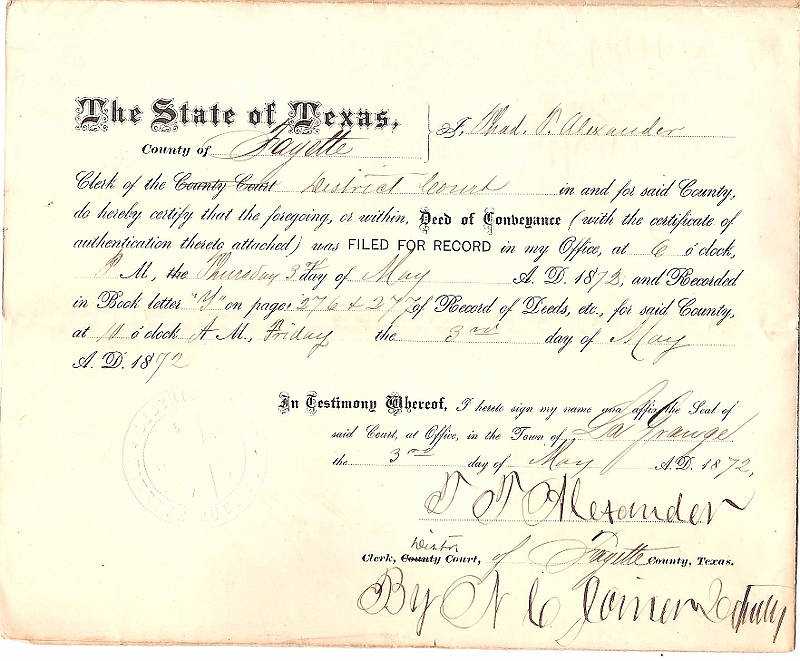 The State of Texas, I, Thad. P. Alexander
County of Fayette
Clerk of the County Court District Court in and for said County,
do hereby certify that the foregoing, or within, Deed of Conveyance (with the certificate of
authentication thereto attached) was FILED FOR RECORD in my Office, at 6 o'clock,
P M., the Thursday day of May A. D. 1872, and Recorded
in Book letter "Y" on pages 276 & 277 of Record of Deeds, etc., for said County,
at 10 o'clock A M., Friday the 3rd day of May
A. D. 1872
In Testimony Whereof, I hereto sign my name and affix the Seal of
said Court, at Office, in the Town of La Grange
the 3rd day of May A. D. 1872,
T P Alexander
Clerk, County Distr Court, of Fayette County, Texas.
By N C Joiner Deputy